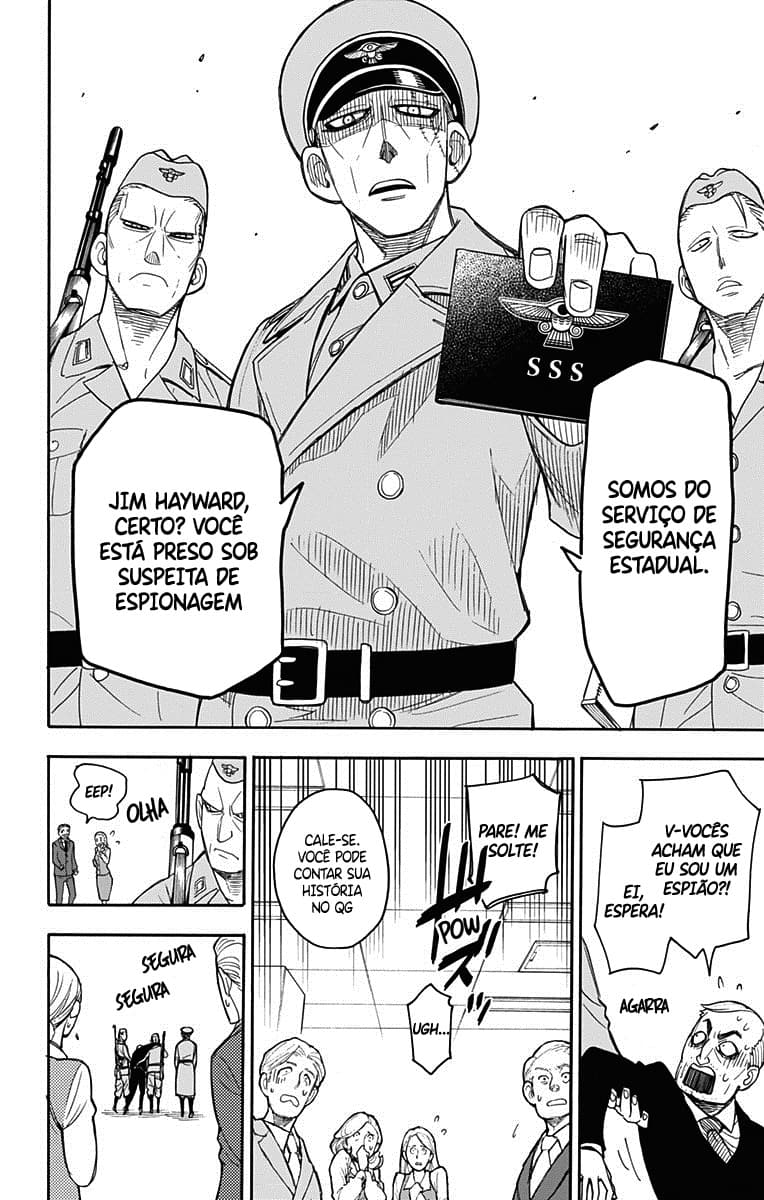 SSS
SOMOS DO
SERVIÇO DE
SEGURANÇA
ESTADUAL.
JIM HAYWARD,
CERTO? VOCÊ
ESTÁ PRESO SOB
SUSPEITA DE
ESPIONAGEM
V-VOCÊS
ACHAM QUE
EU SOU UM
ESPIÃO?!
EI,
ESPERA!
AGARRA
PARE! ME
SOLTE!
POW
UGH...
CALE-SE.
VOCÊ PODE
CONTAR SUA
HISTÓRIA
NO QG
OLHA
EEP!
SEGURA
SEGURA